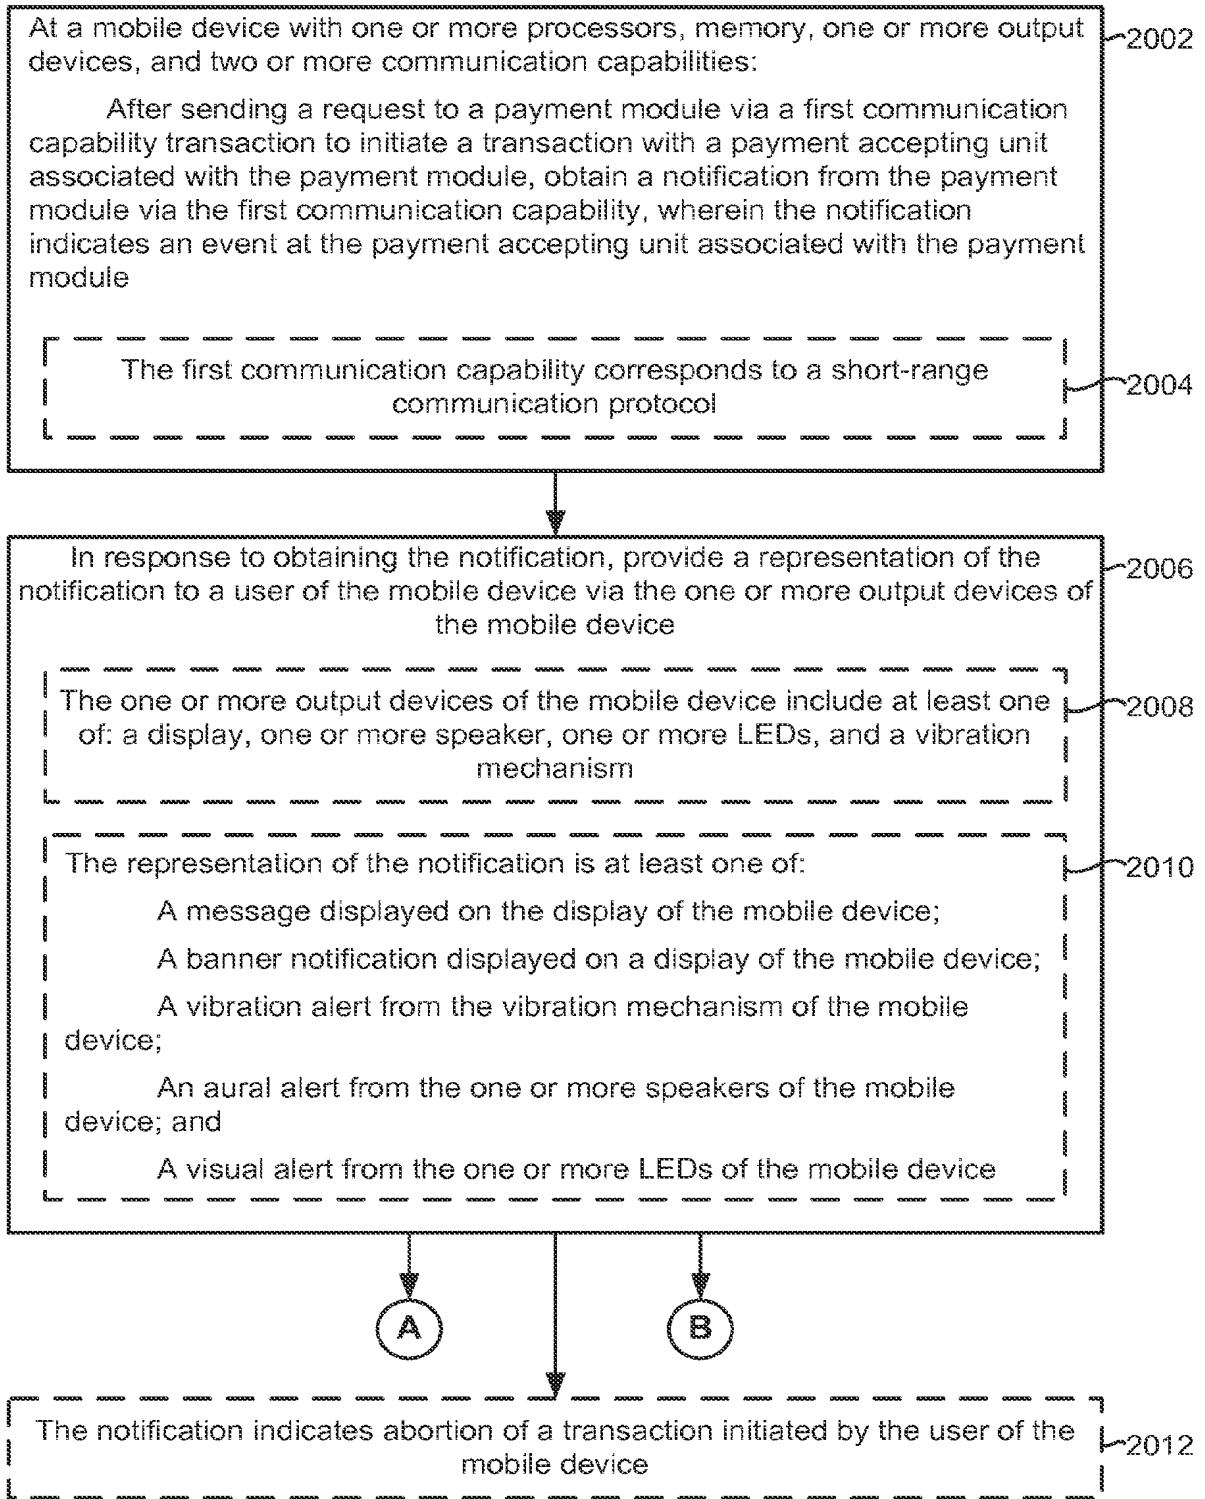 At a mobile device with one or more processors, memory, one or more output
devices, and two or more communication capabilities:
2002
After sending a request to a payment module via a first communication
capability transaction to initiate a transaction with a payment accepting unit
associated with the payment module, obtain a notification from the payment
module via the first communication capability, wherein the notification
indicates an event at the payment accepting unit associated with the payment
module
The first communication capability corresponds to a short-range
communication protocol
2004
In response to obtaining the notification, provide a representation of the
notification to a user of the mobile device via the one or more output devices of
the mobile device
2006
The one or more output devices of the mobile device include at least one
of: a display, one or more speaker, one or more LEDs, and a vibration
mechanism
2008
The representation of the notification is at least one of:
2010
A message displayed on the display of the mobile device;
A banner notification displayed on a display of the mobile device;
A vibration alert from the vibration mechanism of the mobile
device;
An aural alert from the one or more speakers of the mobile
device; and
A visual alert from the one or more LEDs of the mobile device
A
B
The notification indicates abortion of a transaction initiated by the user of the
mobile device
2012